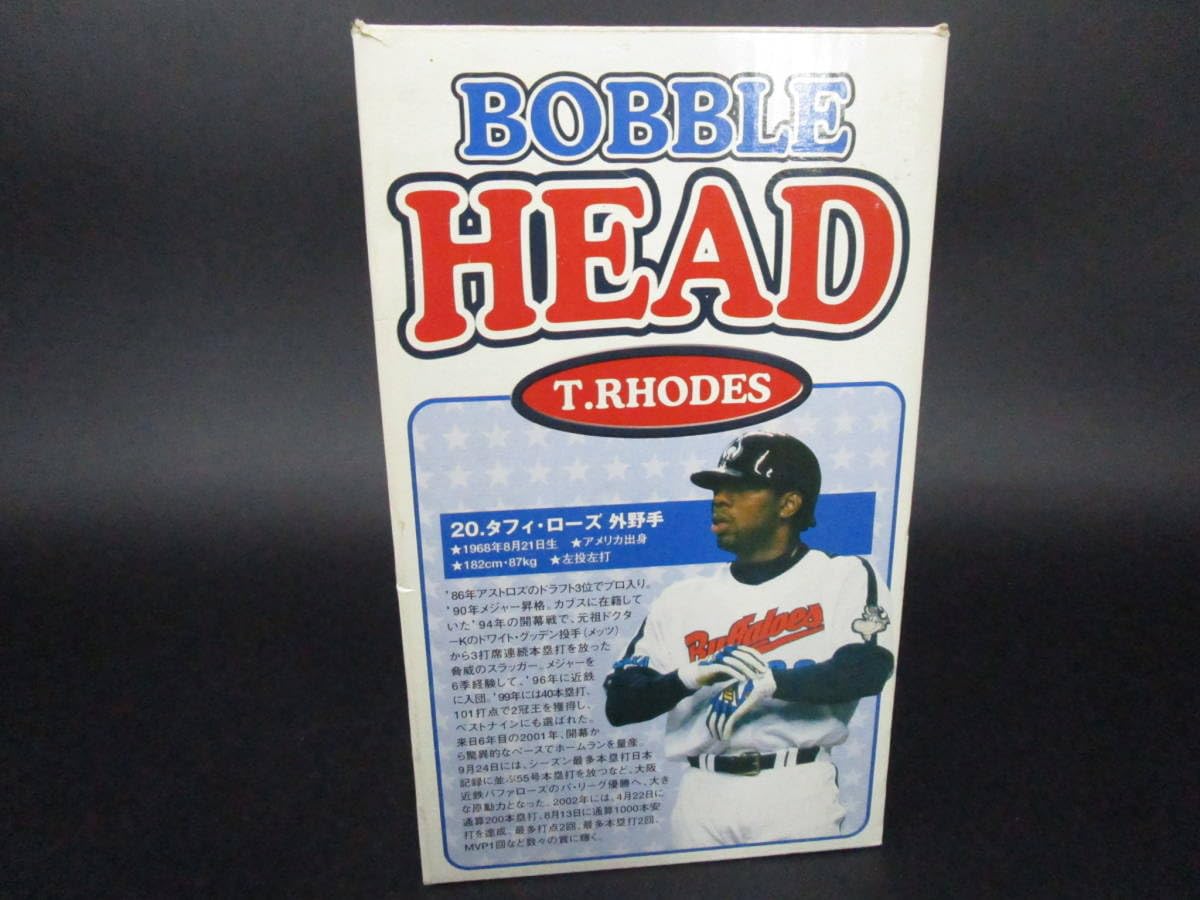 BOBBLE
HEAD
T.RHODES
20.タフィ・ローズ 外野手
★1968年8月21日生 ★アメリカ出身
★182cm・87kg ★左投左打
'86年アストロズのドラフト3位でプロ入り。
'90年メジャー昇格。カブスに在籍して
いた'94年の開幕戦で、元祖ドクタ
ーKのドワイト・グッデン投手(メッツ)
から3打席連続本塁打を放った
脅威のスラッガー。メジャーを
6季経験して、'96年に近鉄
に入団。'99年には40本塁打、
101打点で2冠王を獲得し、
ベストナインにも選ばれた。
来日6年目の2001年、開幕か
ら驚異的なペースでホームランを量産。
9月24日には、シーズン最多本塁打日本
記録に並ぶ55号本塁打を放つなど、大阪
近鉄バファローズのパ・リーグ優勝へ、大き
な原動力となった。2002年には、4月22日に
通算200本塁打、8月13日に通算1000本安
打を達成。最多打点2回、最多本塁打2回、
MVP1回など数々の賞に輝く。
Buffaloes